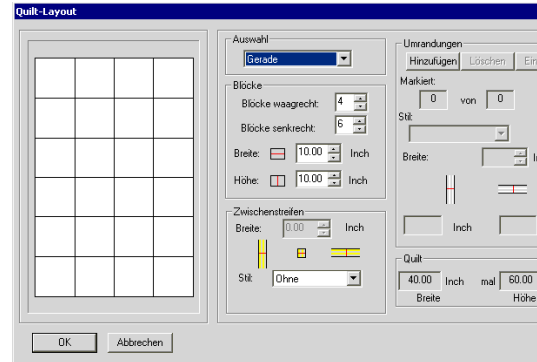 Quilt-Layout
Auswahl
Gerade
Blöcke
Blöcke waagrecht: 4
Blöcke senkrecht: 6
Breite: 10.00 Inch
Höhe: 10.00 Inch
Zwischenstreifen
Breite: 0.00 Inch
Stil: Ohne
Umrandungen
Hinzufügen Löschen Ein
Markiert:
0 von 0
Stil:
Breite:
Inch
Quilt
40.00 Inch mal 60.00
Breite Höhe
OK Abbrechen